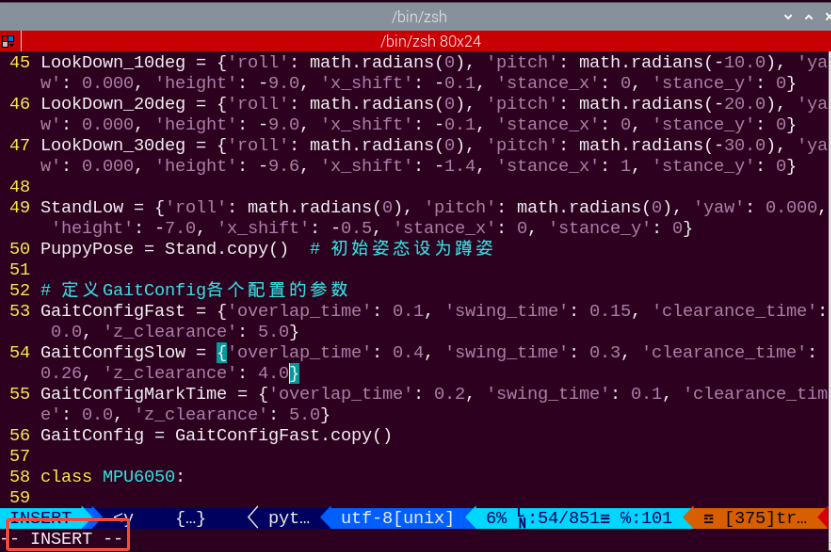 /bin/zsh
/bin/zsh 80x24
45 LookDown_10deg = {'roll': math.radians(0), 'pitch': math.radians(-10.0), 'ya
w': 0.000, 'height': -9.0, 'x_shift': -0.1, 'stance_x': 0, 'stance_y': 0}
46 LookDown_20deg = {'roll': math.radians(0), 'pitch': math.radians(-20.0), 'ya
w': 0.000, 'height': -9.0, 'x_shift': -0.1, 'stance_x': 0, 'stance_y': 0}
47 LookDown_30deg = {'roll': math.radians(0), 'pitch': math.radians(-30.0), 'ya
w': 0.000, 'height': -9.6, 'x_shift': -1.4, 'stance_x': 1, 'stance_y': 0}
48
49 StandLow = {'roll': math.radians(0), 'pitch': math.radians(0), 'yaw': 0.000,
'height': -7.0, 'x_shift': -0.5, 'stance_x': 0, 'stance_y': 0}
50 PuppyPose = Stand.copy()  # 初始姿态设为蹲姿
51
52 # 定义GaitConfig各个配置的参数
53 GaitConfigFast = {'overlap_time': 0.1, 'swing_time': 0.15, 'clearance_time':
0.0, 'z_clearance': 5.0}
54 GaitConfigSlow = {'overlap_time': 0.4, 'swing_time': 0.3, 'clearance_time':
0.26, 'z_clearance': 4.0}
55 GaitConfigMarkTime = {'overlap_time': 0.2, 'swing_time': 0.1, 'clearance_tim
e': 0.0, 'z_clearance': 5.0}
56 GaitConfig = GaitConfigFast.copy()
57
58 class MPU6050:
59
INSERT <y {…} pyt… utf-8[unix] 6% ㏑:54/851≡ ℅:101 ☲ [375]tr…
-- INSERT --